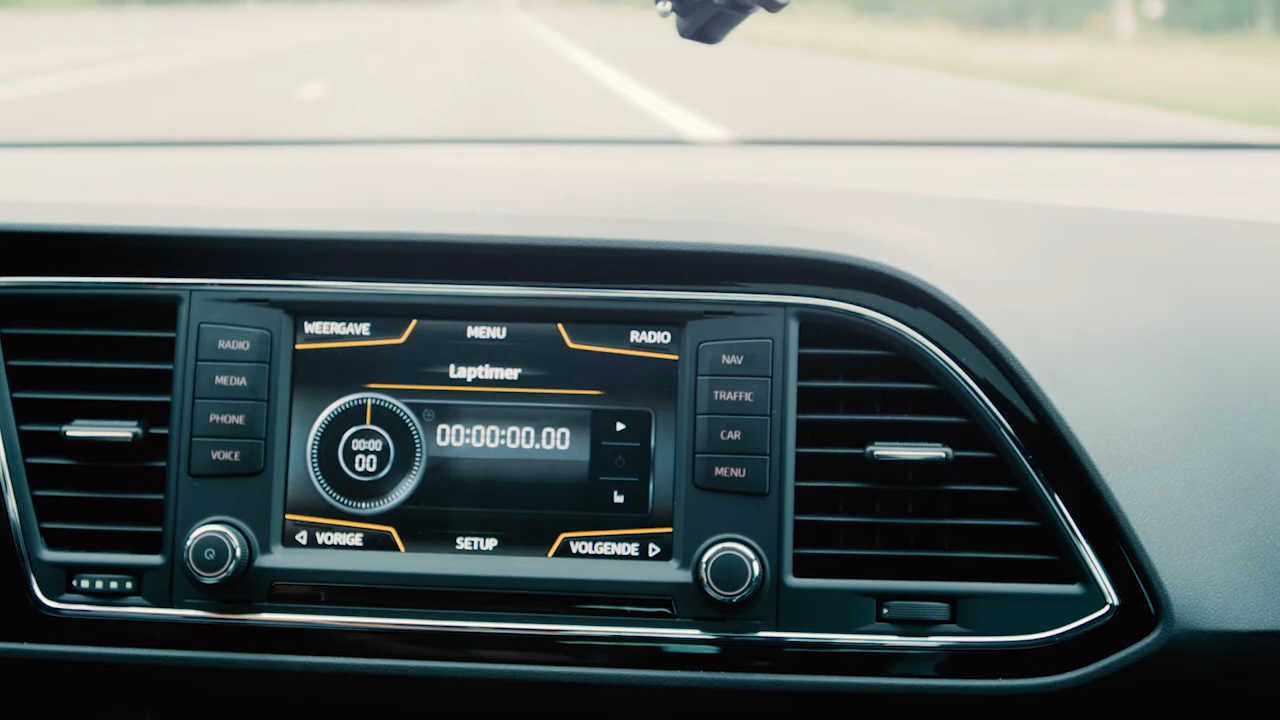 WEERGAVE MENU RADIO
Laptimer
00:00
00
00:00:00.00
VORIGE SETUP VOLGENDE
RADIO
MEDIA
PHONE
VOICE
NAV
TRAFFIC
CAR
MENU